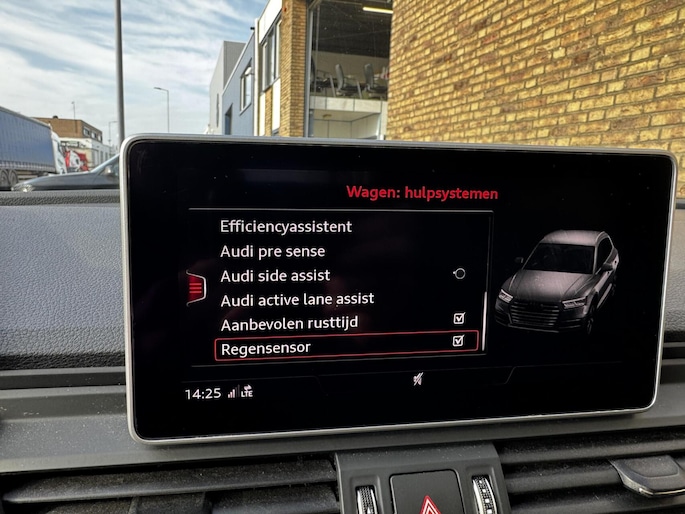 Wagen: hulpsystemen
Efficiencyassistent
Audi pre sense
Audi side assist
Audi active lane assist
Aanbevolen rusttijd
Regensensor
14:25 LTE